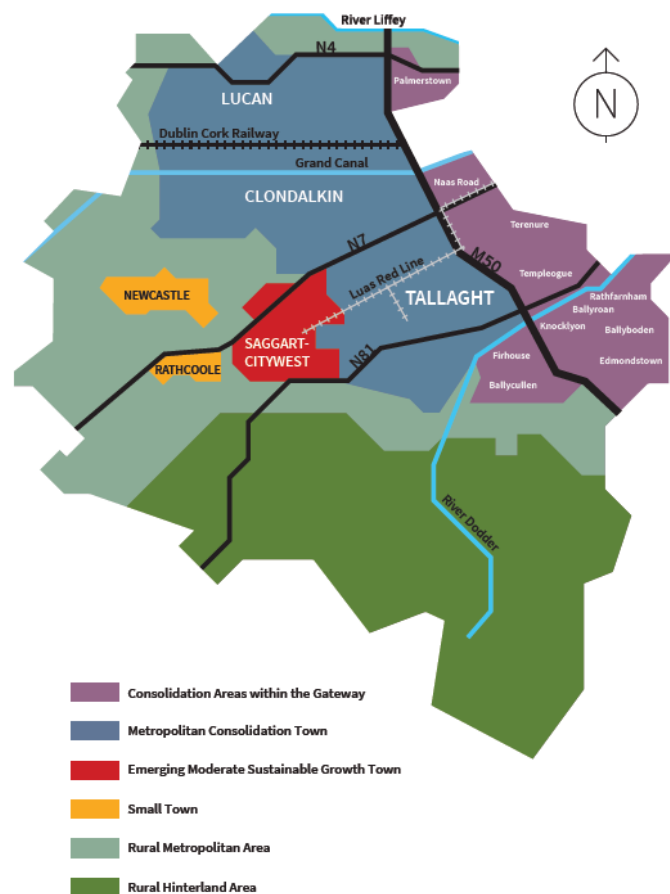 River Liffey
N4
Palmerstown
LUCAN
N
Dublin Cork Railway
Grand Canal
Naas Road
CLONDALKIN
Terenure
N7
M50
Luas Red Line
Templeogue
NEWCASTLE
TALLAGHT
Rathfarnham
Ballyroan
Knocklyon
Ballyboden
SAGGART-
CITYWEST
N81
Firhouse
Edmondstown
RATHCOOLE
Ballycullen
River Dodder
Consolidation Areas within the Gateway
Metropolitan Consolidation Town
Emerging Moderate Sustainable Growth Town
Small Town
Rural Metropolitan Area
Rural Hinterland Area